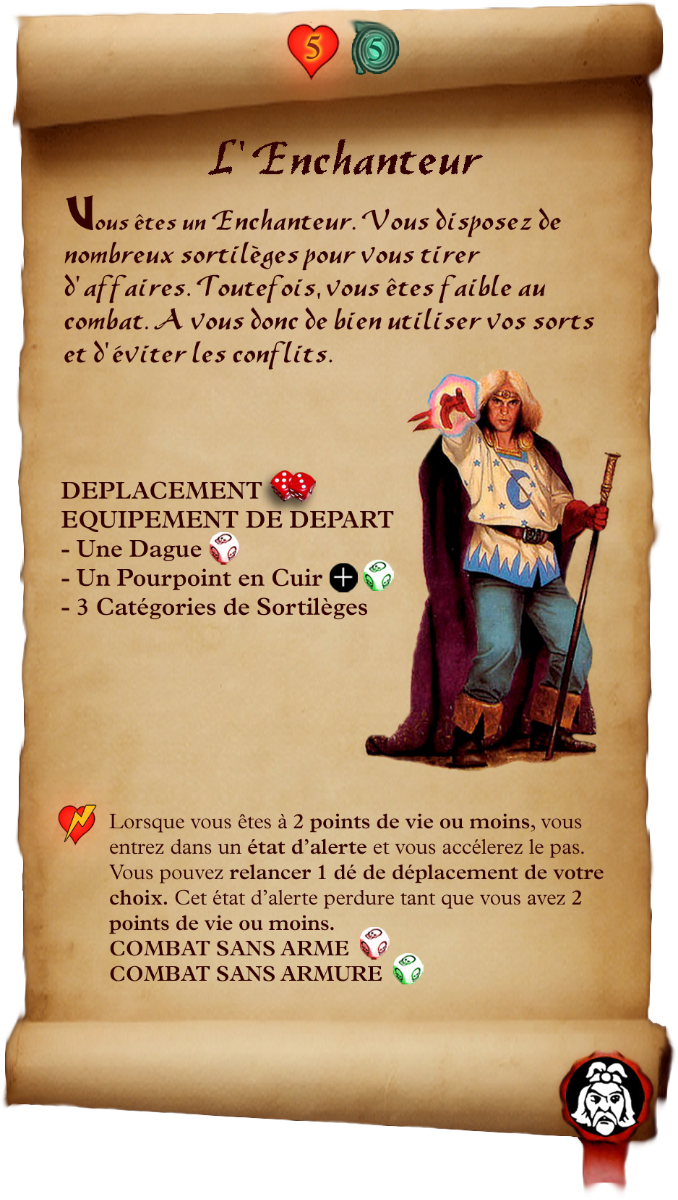 5 5
L'Enchanteur
Vous êtes un Enchanteur. Vous disposez de
nombreux sortilèges pour vous tirer
d'affaires. Toutefois, vous êtes faible au
combat. A vous donc de bien utiliser vos sorts
et d'éviter les conflits.
DEPLACEMENT
EQUIPEMENT DE DEPART
- Une Dague
- Un Pourpoint en Cuir +
- 3 Catégories de Sortilèges
Lorsque vous êtes à 2 points de vie ou moins, vous
entrez dans un état d’alerte et vous accélerez le pas.
Vous pouvez relancer 1 dé de déplacement de votre
choix. Cet état d’alerte perdure tant que vous avez 2
points de vie ou moins.
COMBAT SANS ARME
COMBAT SANS ARMURE